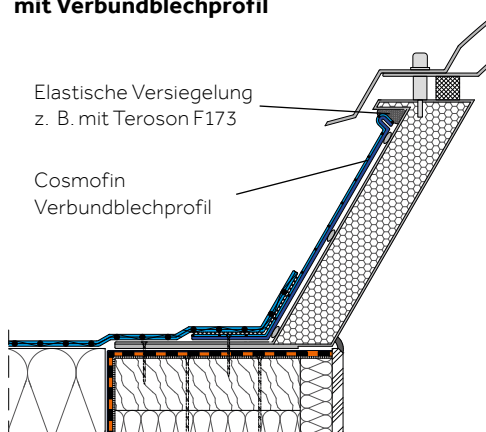 mit Verbundblechprofil
Elastische Versiegelung
z. B. mit Teroson F173
Cosmofin
Verbundblechprofil